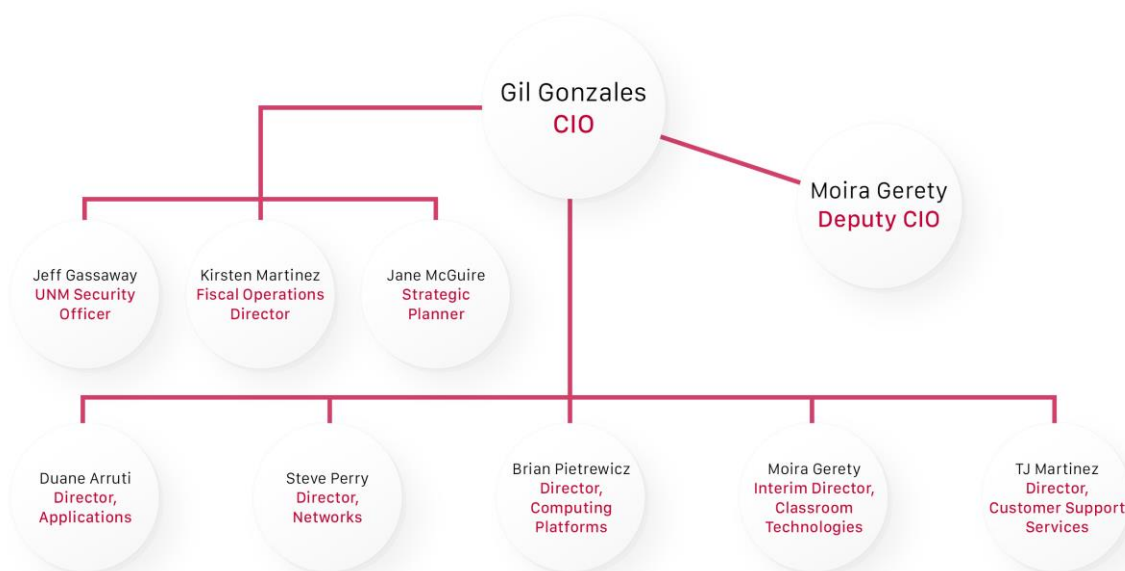 Gil Gonzales
CIO
Moira Gerety
Deputy CIO
Jeff Gassaway
UNM Security
Officer
Kirsten Martinez
Fiscal Operations
Director
Jane McGuire
Strategic
Planner
Duane Arruti
Director,
Applications
Steve Perry
Director,
Networks
Brian Pietrewicz
Director,
Computing
Platforms
Moira Gerety
Interim Director,
Classroom
Technologies
TJ Martinez
Director,
Customer Support
Services